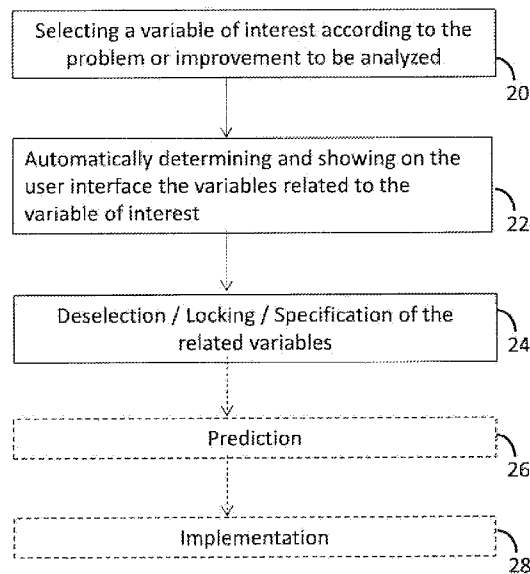 Selecting a variable of interest according to the
problem or improvement to be analyzed
20
Automatically determining and showing on the
user interface the variables related to the
variable of interest
22
Deselection / Locking / Specification of the
related variables
24
Prediction
26
Implementation
28